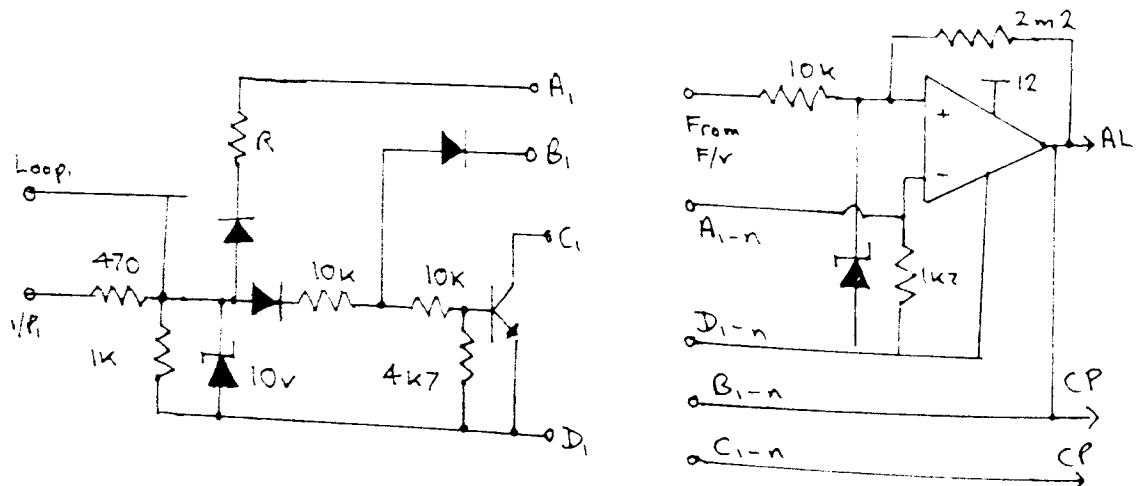 2m2
10K
12
+
From
F/v
-
AL
A1-n
1K2
D1-n
B1-n
CP
C1-n
CP
A1
R
B1
Loop1
C1
470
10K
10K
I/P1
1K
10v
4K7
D1